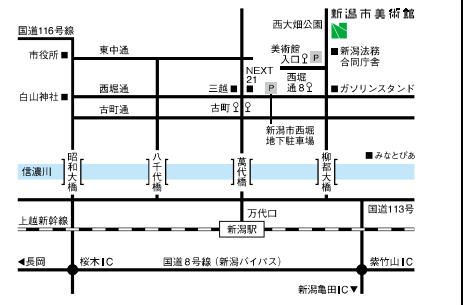 新潟市美術館
国道116号線
西大畑公園
東中通
美術館
入口 P
新潟法務
合同庁舎
市役所
NEXT
21
西堀
通8
白山神社
西堀通
三越
P
ガソリンスタンド
古町通
古町
新潟市西堀
地下駐車場
みなとぴあ
信濃川
昭和大橋
八千代橋
萬代橋
柳都大橋
万代口
国道113号
上越新幹線
新潟駅
◀長岡
桜木IC
国道8号線(新潟バイパス)
紫竹山IC
新潟亀田IC▼